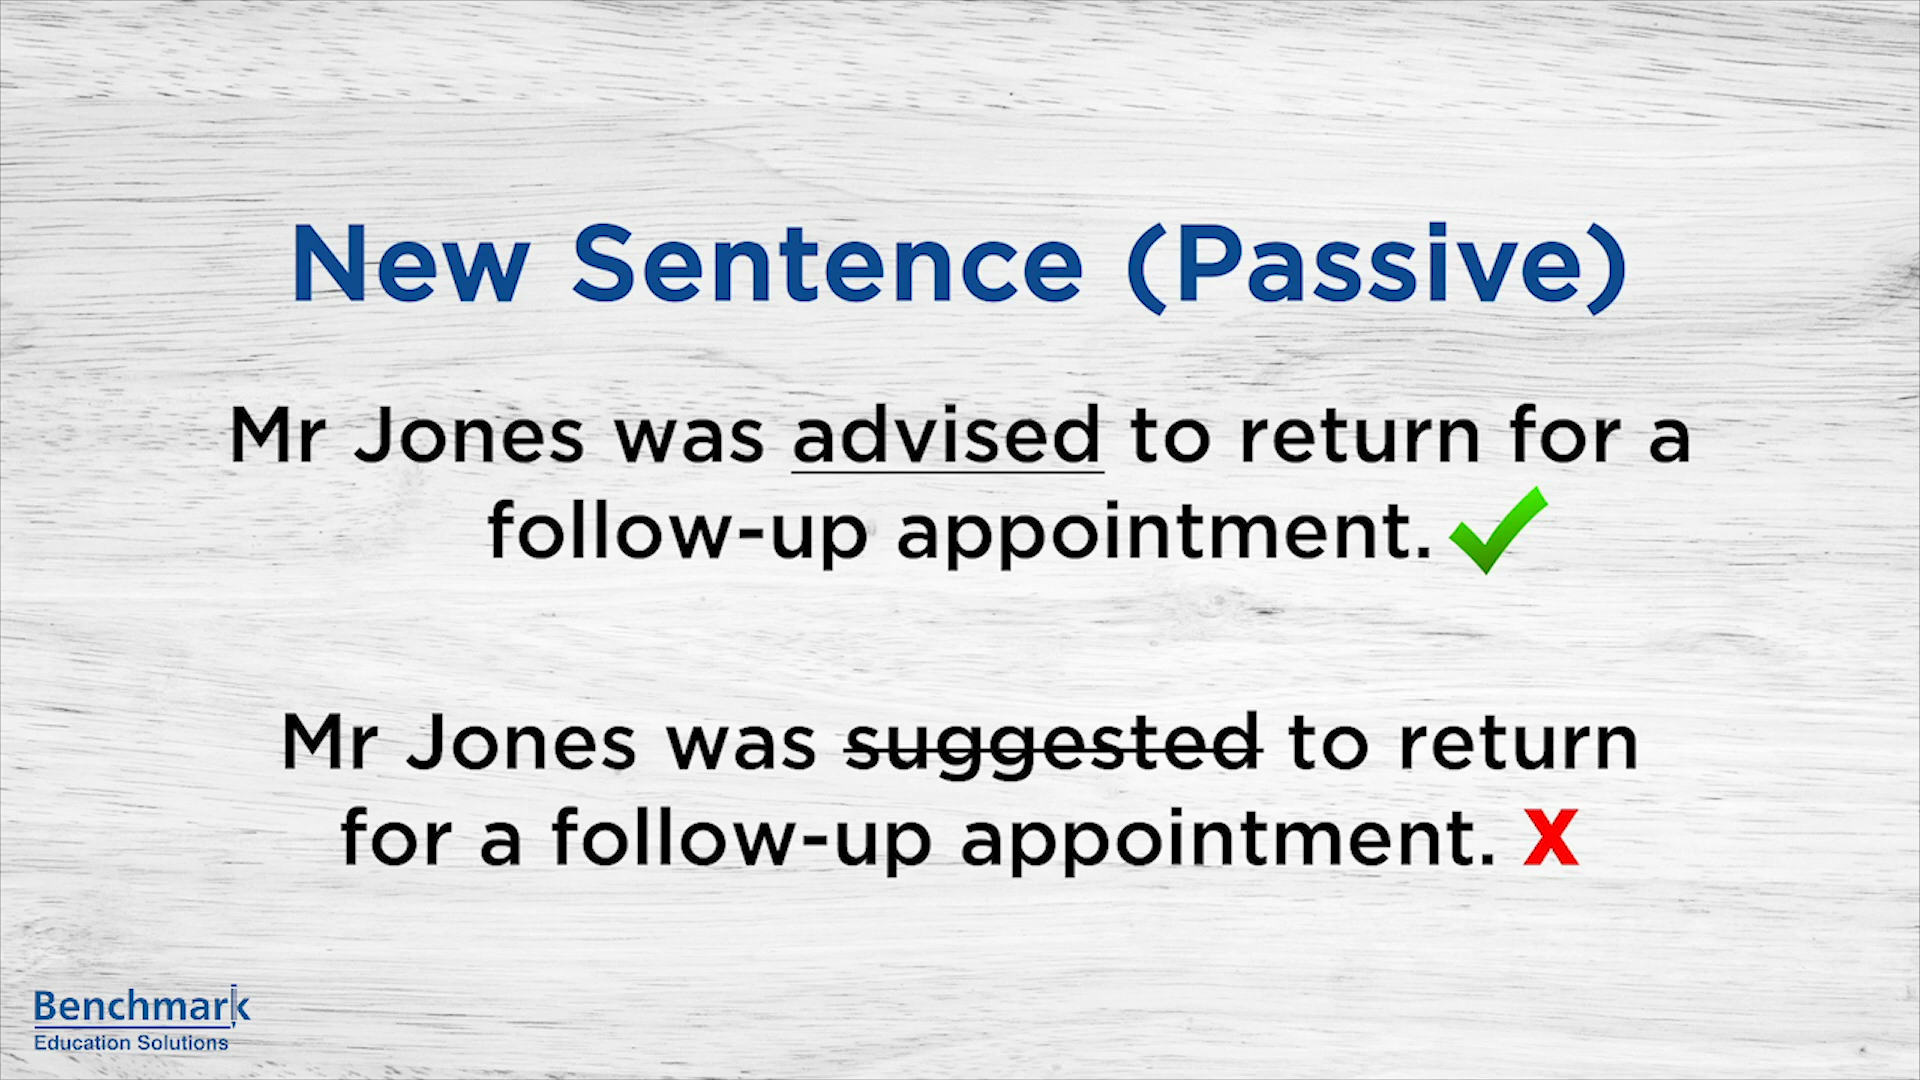 New Sentence (Passive)
Mr Jones was advised to return for a
follow-up appointment.
Mr Jones was suggested to return
for a follow-up appointment. X
Benchmark
Education Solutions